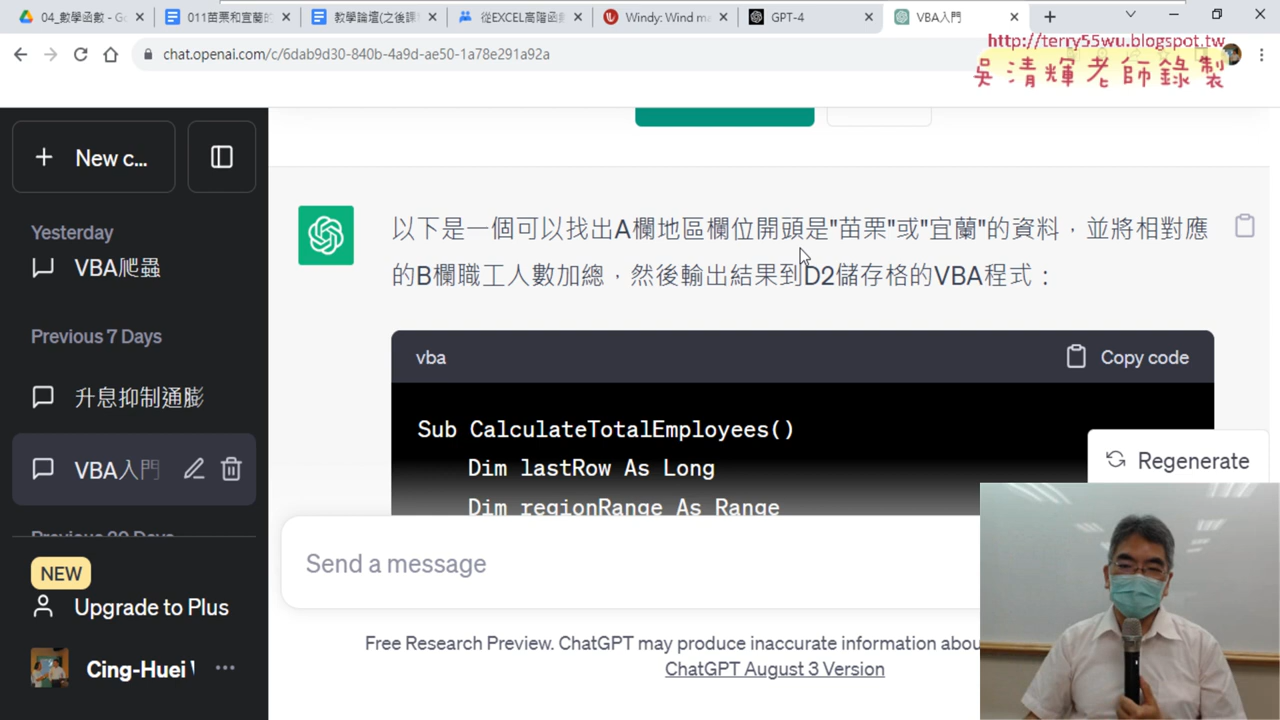 04_數學函數 - G
011苗栗和宜蘭的
教學論壇(之後課
從EXCEL高階函
Windy: Wind m
GPT-4
VBA入門
chat.openai.com/c/6dab9d30-840b-4a9d-ae50-1a78e291a92a
http://terry55wu.blogspot.tw
吳清輝老師錄製
New c...
Yesterday
VBA爬蟲
Previous 7 Days
升息抑制通膨
VBA入門
Previous 30 Days
NEW
Upgrade to Plus
Cing-Huei W
以下是一個可以找出A欄地區欄位開頭是"苗栗"或"宜蘭"的資料，並將相對應
的B欄職工人數加總，然後輸出結果到D2儲存格的VBA程式：
vba
Copy code
Sub CalculateTotalEmployees()
Dim lastRow As Long
Dim regionRange As Range
Regenerate
Send a message
Free Research Preview. ChatGPT may produce inaccurate information abou
ChatGPT August 3 Version